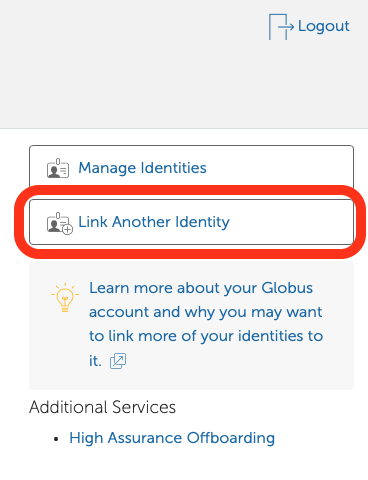 Logout
Manage Identities
Link Another Identity
Learn more about your Globus
account and why you may want
to link more of your identities to
it.
Additional Services
• High Assurance Offboarding